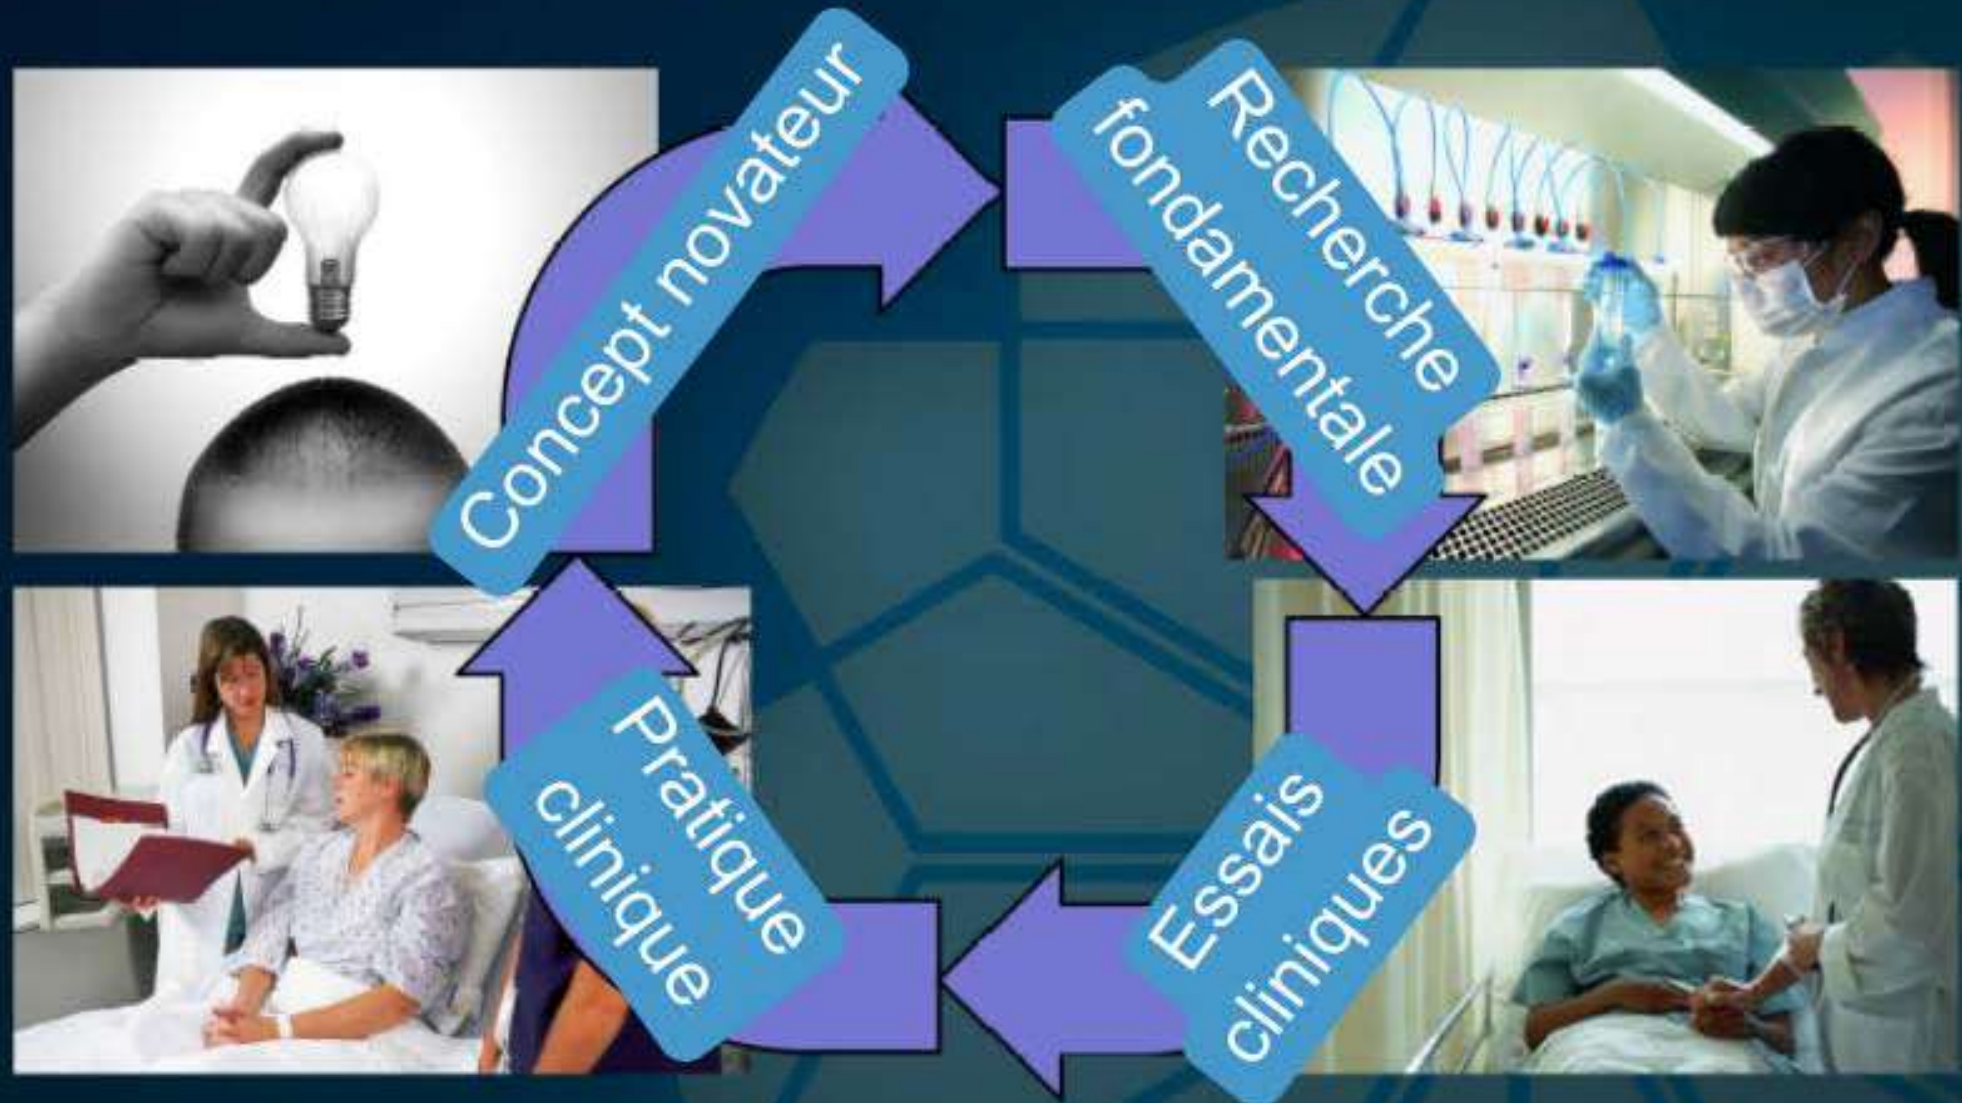 Concept novateur
Recherche
fondamentale
Essais
cliniques
Pratique
clinique